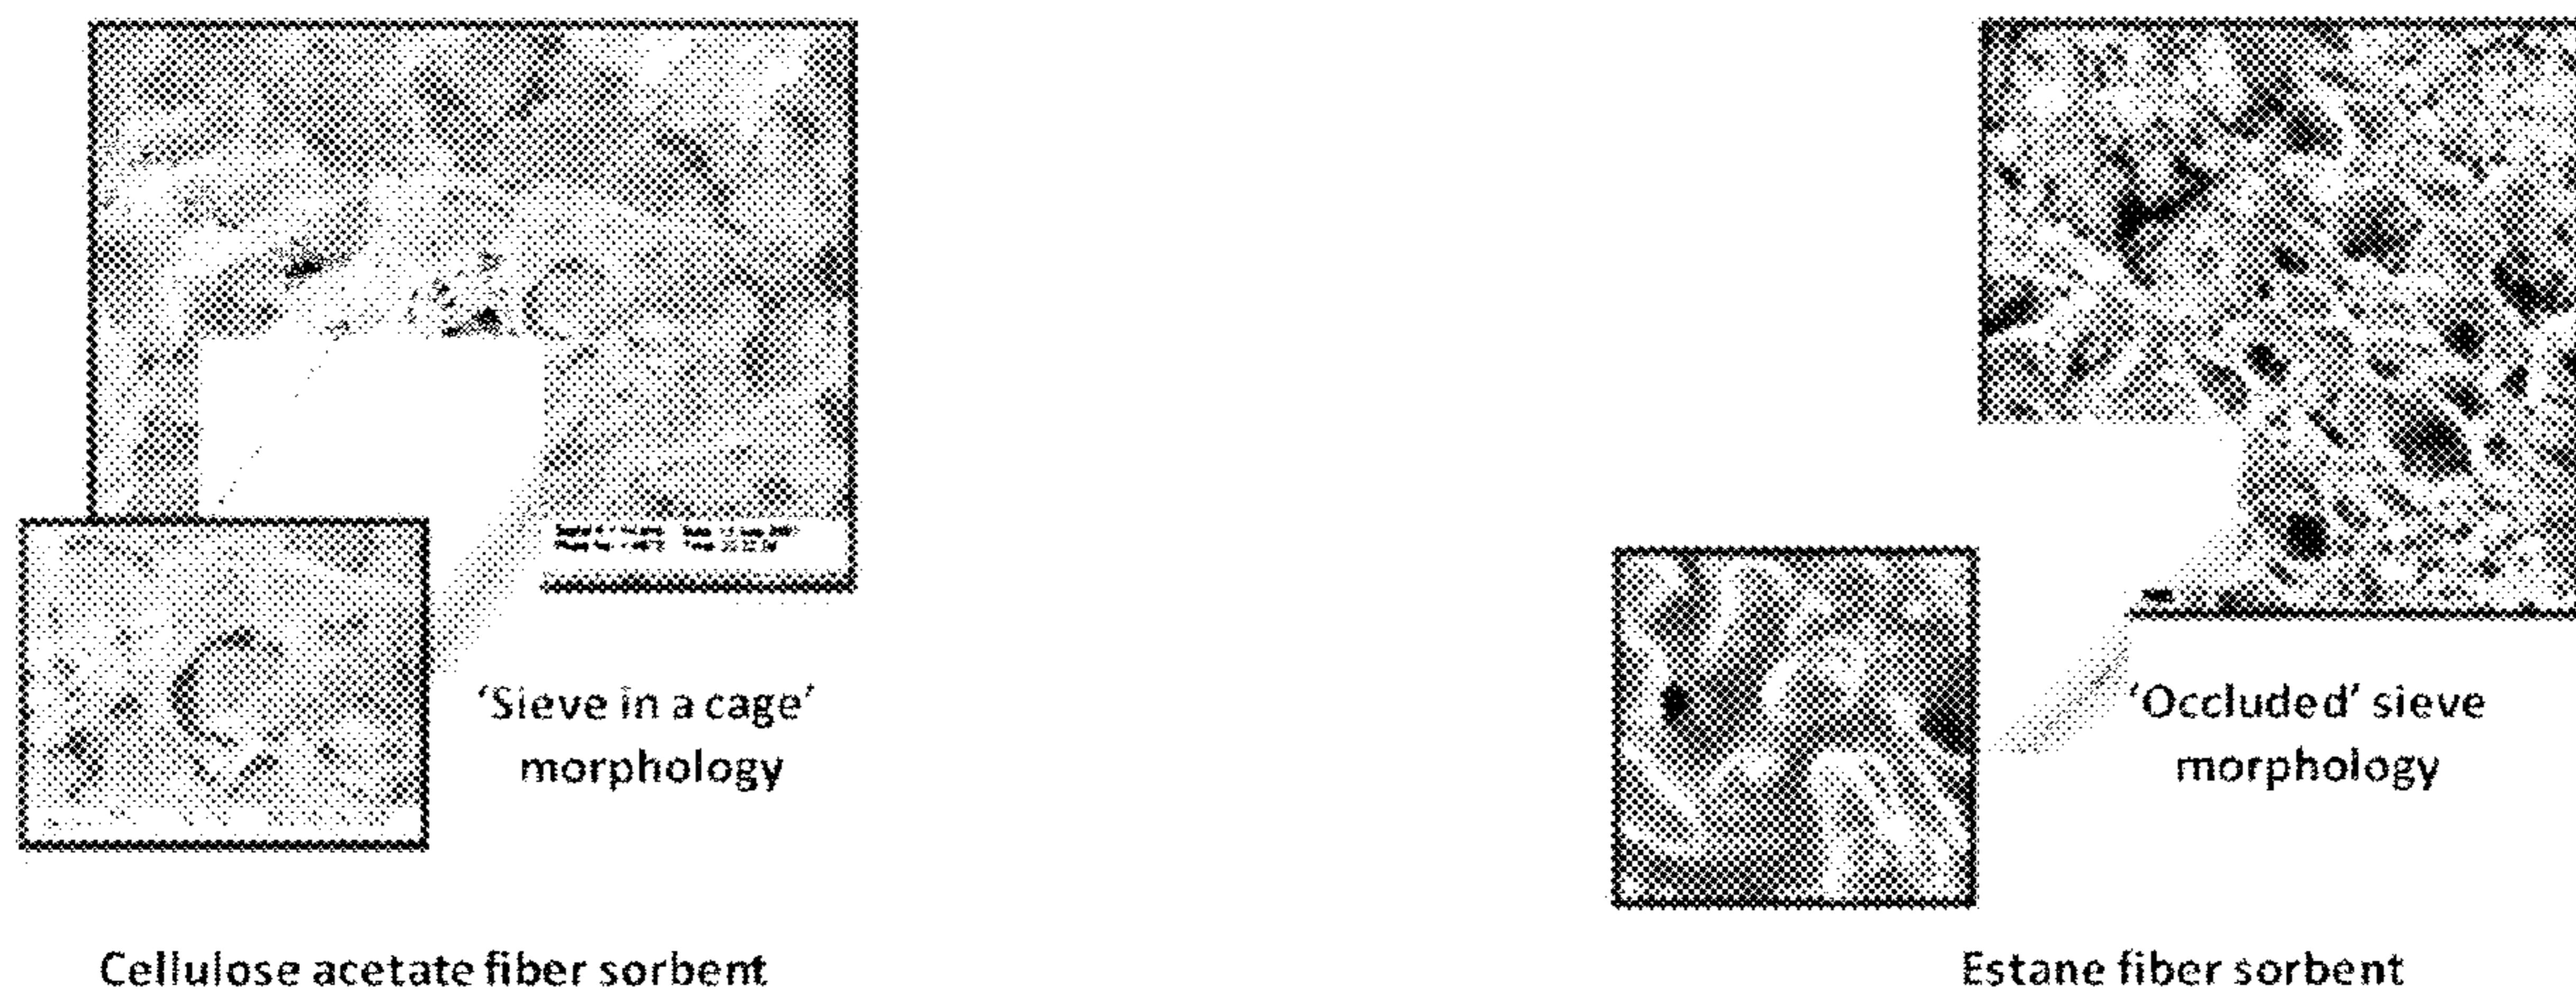 ‘Sieve in a cage’
morphology
Cellulose acetate fiber sorbent
‘Occluded’ sieve
morphology
Estane fiber sorbent